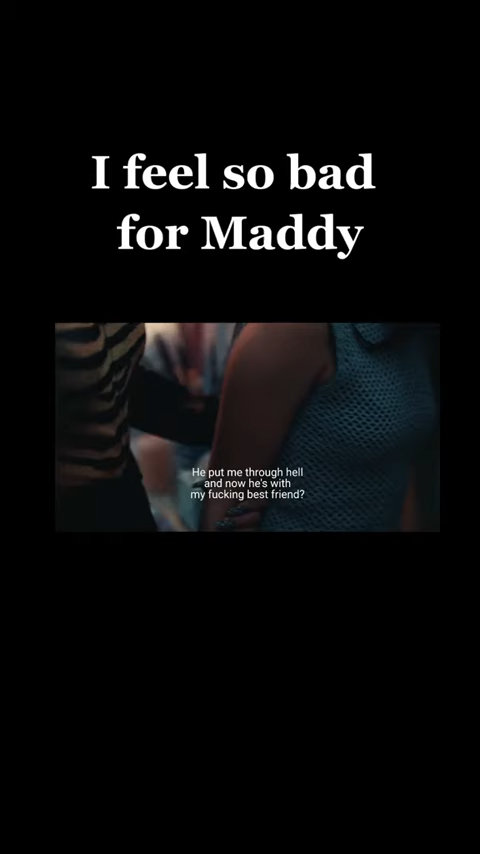 I feel so bad
for Maddy
He put me through hell
and now he's with
my fucking best friend?